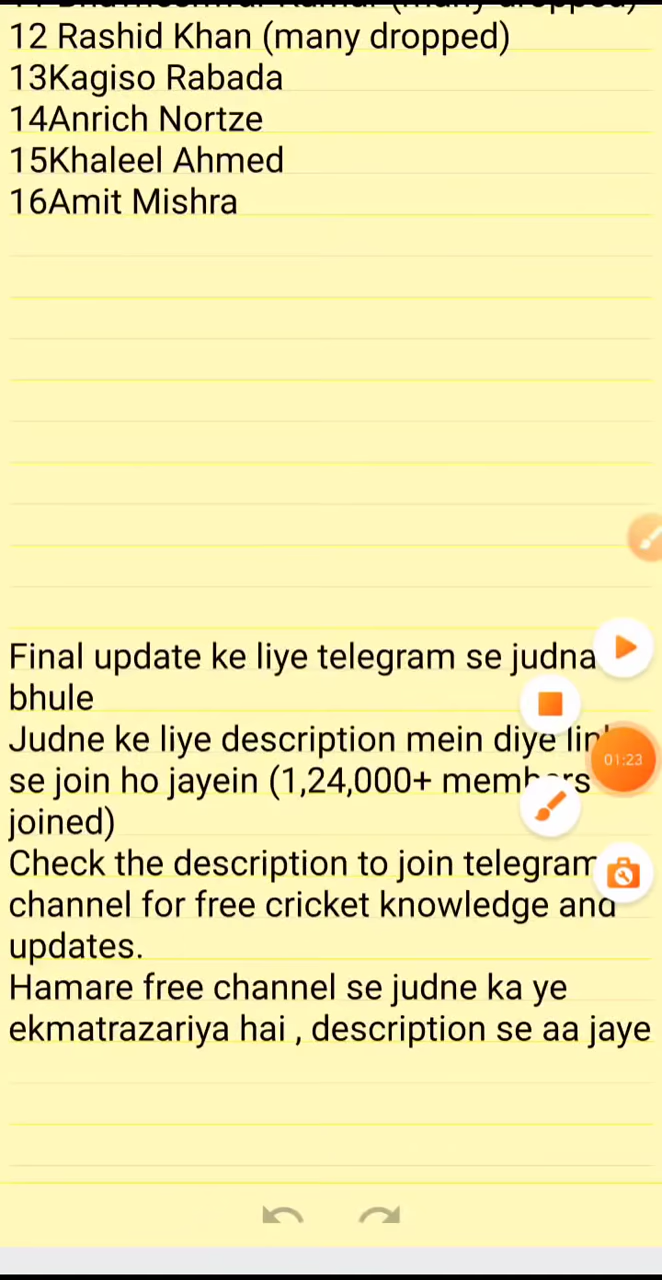 12 Rashid Khan (many dropped)
13Kagiso Rabada
14Anrich Nortze
15Khaleel Ahmed
16Amit Mishra
Final update ke liye telegram se judna
bhule
Judne ke liye description mein diye
se join ho jayein (1,24,000+ members
joined)
01:23
Check the description to join telegram
channel for free cricket knowledge and
updates.
Hamare free channel se judne ka ye
ekmatrazariya hai , description se aa jaye